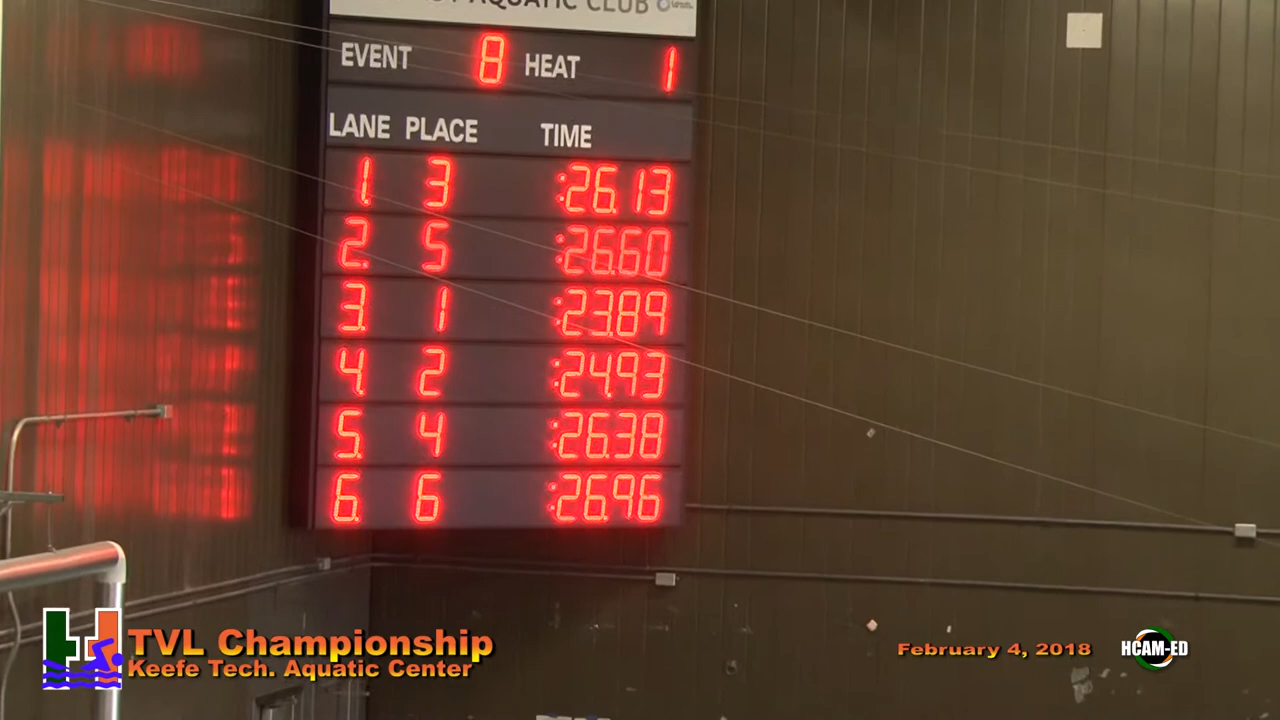 AQUATIC CLUB
EVENT 8 HEAT 1
LANE PLACE TIME
1. 3 :26.13
2. 5 :26.60
3. 1 :23.89
4 2 :24.93
5. 4 :26.38
6. 6 :26.96
TVL Championship
Keefe Tech. Aquatic Center
February 4, 2018
HCAM-ED